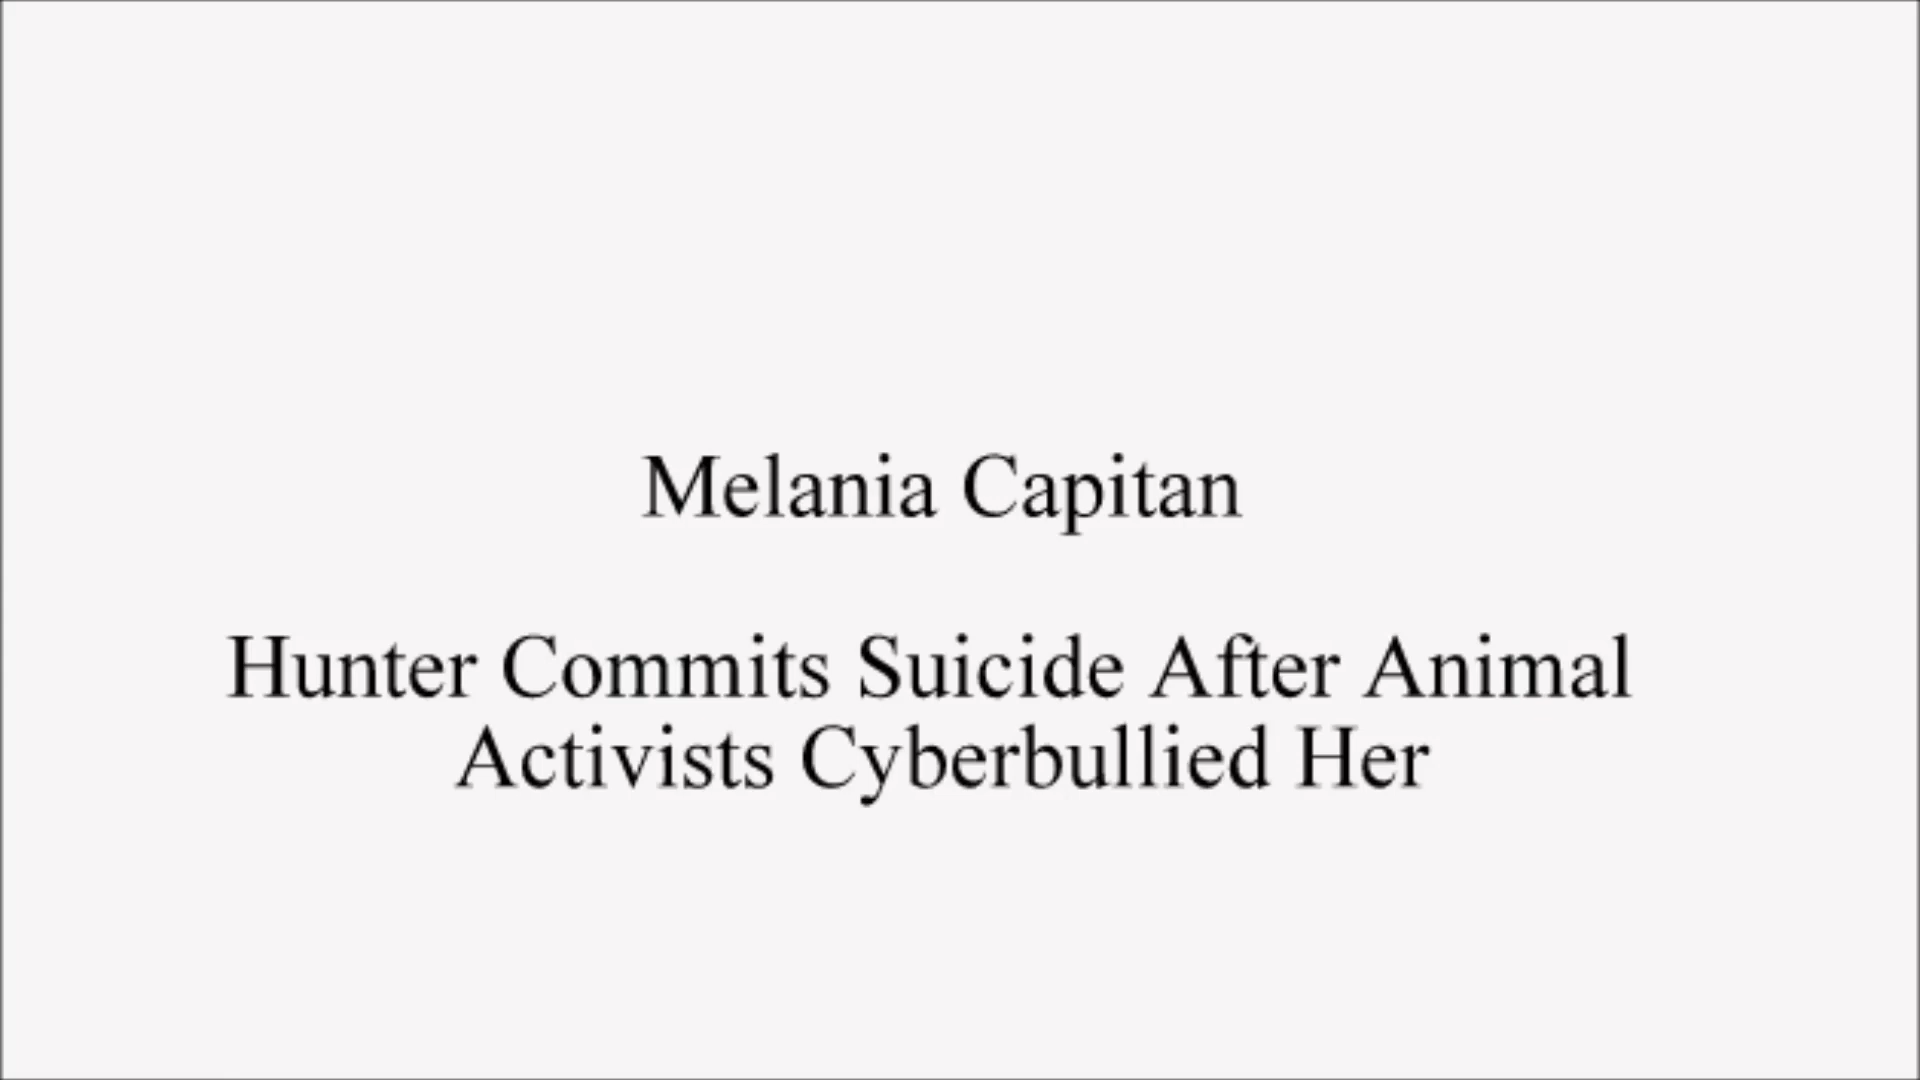 Melania Capitan
Hunter Commits Suicide After Animal
Activists Cyberbullied Her